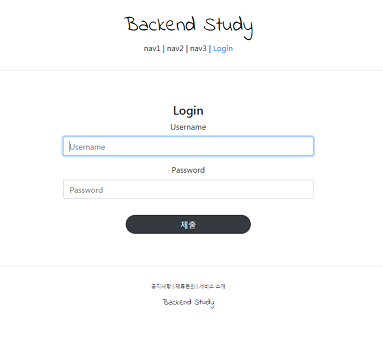 Backend Study
nav1 | nav2 | nav3 | Login
Login
Username
Username
Password
Password
제출
공지사항 | 제휴문의 | 서비스 소개
Backend Study